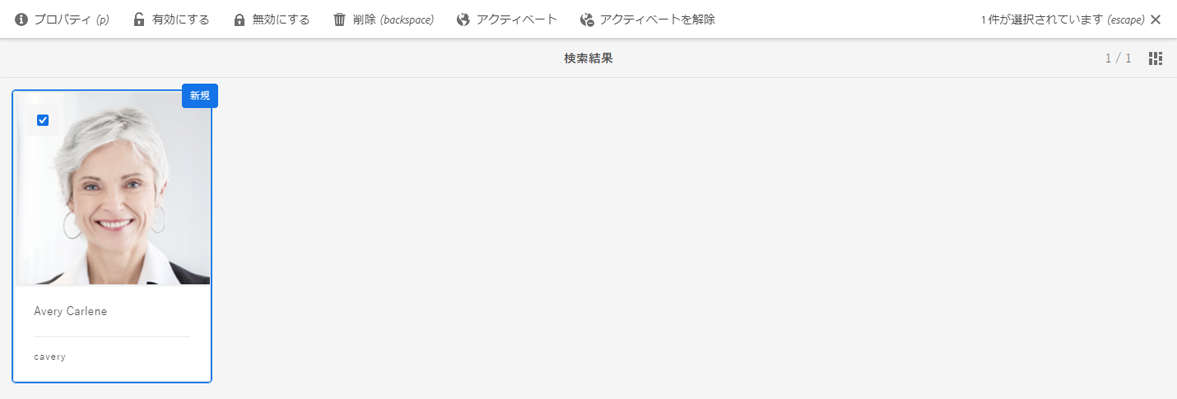 プロパティ (p) 有効にする 無効にする 削除 (backspace) アクティベート アクティベートを解除 1 件が選択されています (escape)
検索結果 1 / 1
新規
Avery Carlene
cavery